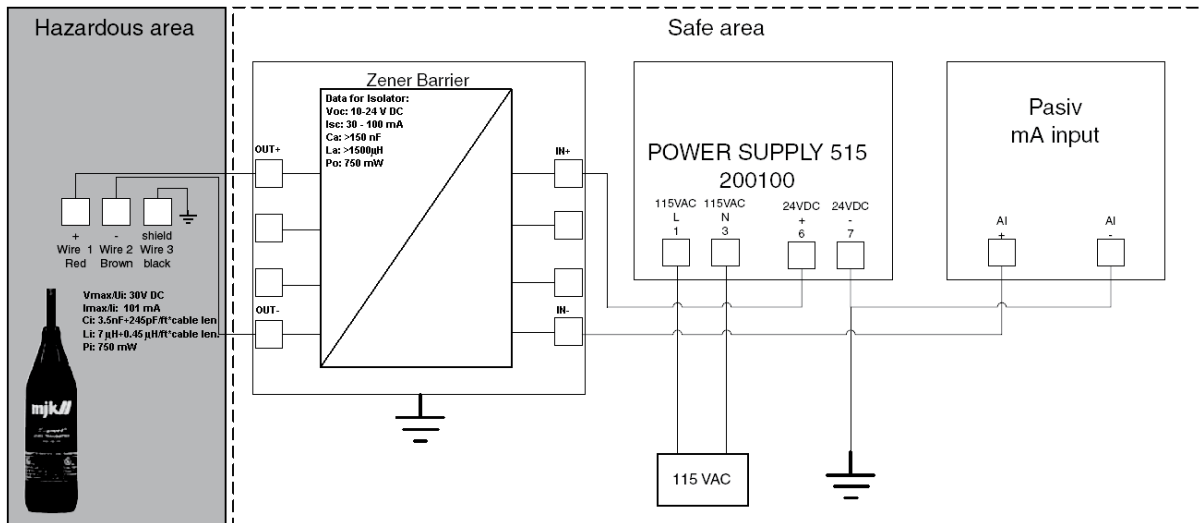 Hazardous area
Safe area
Zener Barrier
Data for Isolator:
Voc: 10-24 V DC
Isc: 30 - 100 mA
Ca: >150 nF
La: >1500µH
Po: 750 mW
OUT+
OUT-
IN+
IN-
+
Wire 1
Red
-
Wire 2
Brown
shield
Wire 3
black
Vmax/Ui: 30V DC
Imax/Ii: 101 mA
Ci: 3.5nF+245pF/ft*cable len
Li: 7 µH+0.45 µH/ft*cable len.
Pi: 750 mW
mjk
POWER SUPPLY 515
200100
115VAC
L
1
115VAC
N
3
24VDC
+
6
24VDC
-
7
115 VAC
Pasiv
mA input
AI
+
AI
-